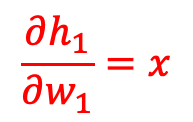 ∂h₁/∂w₁ = x